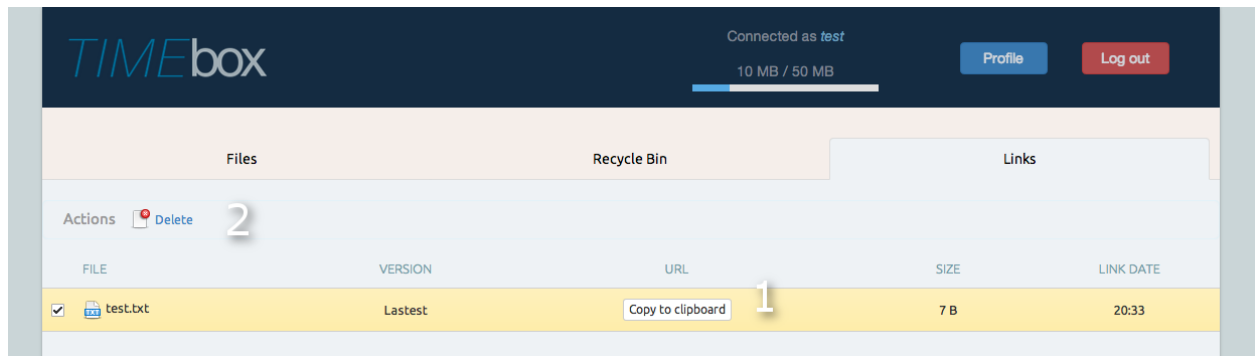 TIMEbox
Connected as test
10 MB / 50 MB
Profile
Log out
Files
Recycle Bin
Links
Actions
Delete
2
FILE
VERSION
URL
SIZE
LINK DATE
test.txt
Lastest
Copy to clipboard
1
7 B
20:33